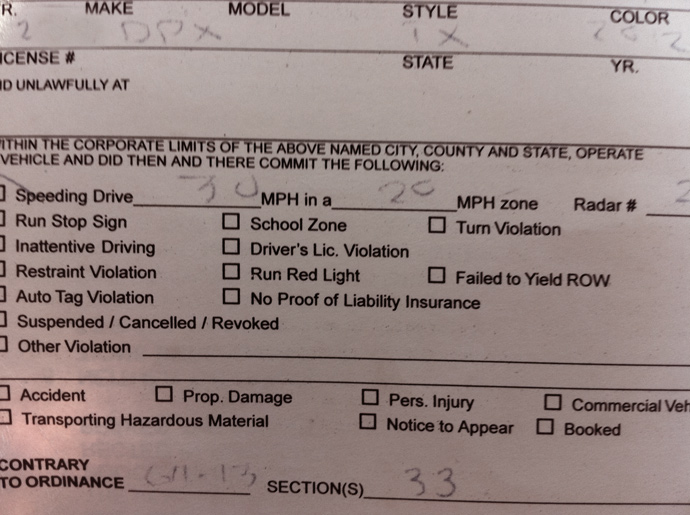 R. MAKE MODEL STYLE COLOR
2
ICENSE # STATE YR.
D UNLAWFULLY AT
ITHIN THE CORPORATE LIMITS OF THE ABOVE NAMED CITY, COUNTY AND STATE, OPERATE
VEHICLE AND DID THEN AND THERE COMMIT THE FOLLOWING:
Speeding Drive 30 MPH in a 20 MPH zone Radar #
Run Stop Sign School Zone Turn Violation
Inattentive Driving Driver's Lic. Violation
Restraint Violation Run Red Light Failed to Yield ROW
Auto Tag Violation No Proof of Liability Insurance
Suspended / Cancelled / Revoked
Other Violation
Accident Prop. Damage Pers. Injury Commercial Veh
Transporting Hazardous Material Notice to Appear Booked
CONTRARY
TO ORDINANCE SECTION(S) 33